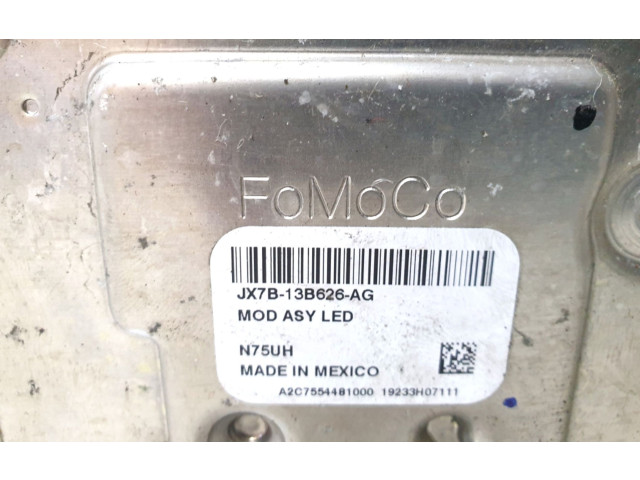 FoMoCo
JX7B-13B626-AG
MOD ASY LED
N75UH
MADE IN MEXICO
A2C7554481000 19233H07111